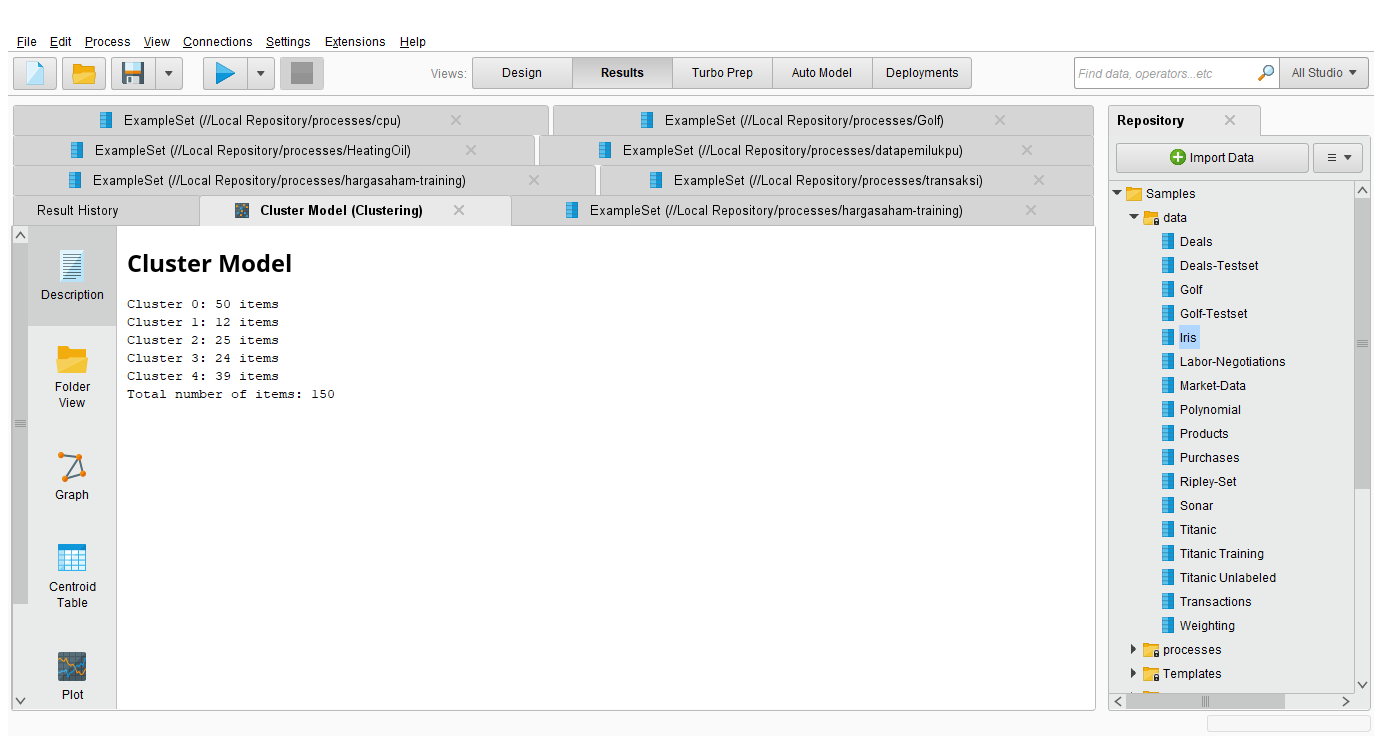 File Edit Process View Connections Settings Extensions Help
Views: Design Results Turbo Prep Auto Model Deployments Find data, operators...etc All Studio
ExampleSet (//Local Repository/processes/cpu) ExampleSet (//Local Repository/processes/Golf)
ExampleSet (//Local Repository/processes/HeatingOil) ExampleSet (//Local Repository/processes/datapemilukpu)
ExampleSet (//Local Repository/processes/hargasaham-training) ExampleSet (//Local Repository/processes/transaksi)
Result History Cluster Model (Clustering) ExampleSet (//Local Repository/processes/hargasaham-training)
Description
Folder
View
Graph
Centroid
Table
Plot
Cluster Model
Cluster 0: 50 items
Cluster 1: 12 items
Cluster 2: 25 items
Cluster 3: 24 items
Cluster 4: 39 items
Total number of items: 150
Repository
Import Data
Samples
data
Deals
Deals-Testset
Golf
Golf-Testset
Iris
Labor-Negotiations
Market-Data
Polynomial
Products
Purchases
Ripley-Set
Sonar
Titanic
Titanic Training
Titanic Unlabeled
Transactions
Weighting
processes
Templates